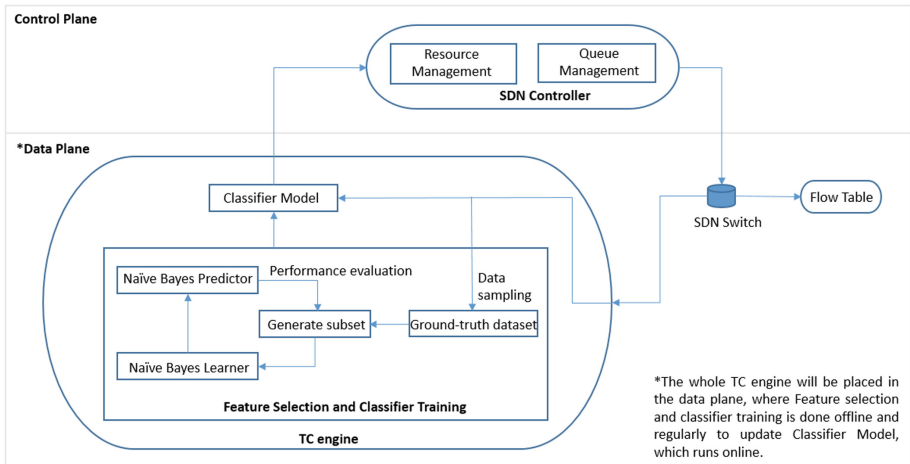 Control Plane
Resource
Management
Queue
Management
SDN Controller
*Data Plane
Classifier Model
Flow Table
SDN Switch
Naïve Bayes Predictor
Performance evaluation
Data
sampling
Generate subset
Ground-truth dataset
Naïve Bayes Learner
Feature Selection and Classifier Training
TC engine
*The whole TC engine will be placed in
the data plane, where Feature selection
and classifier training is done offline and
regularly to update Classifier Model,
which runs online.